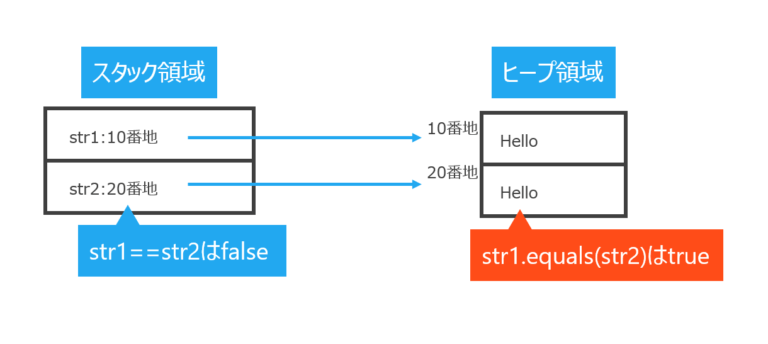 スタック領域
ヒープ領域
str1:10番地
10番地
Hello
str2:20番地
20番地
Hello
str1==str2はfalse
str1.equals(str2)はtrue